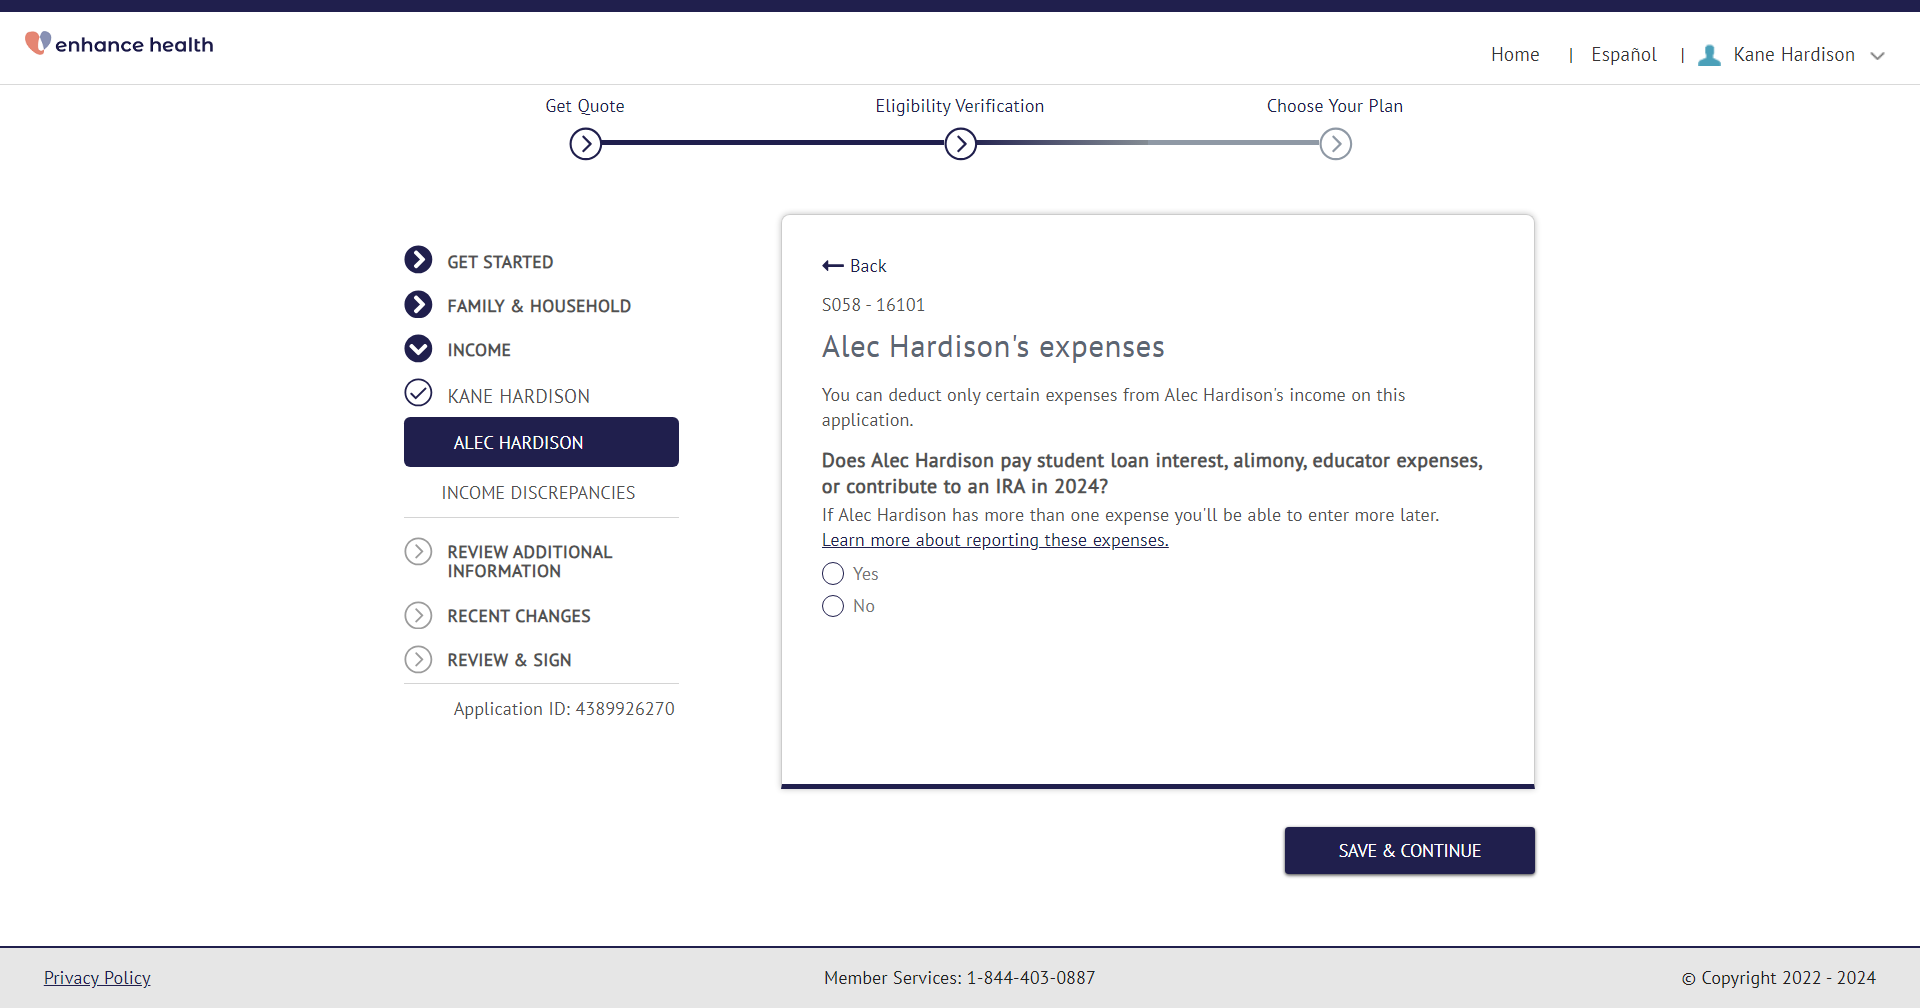 enhance health
Home | Español | Kane Hardison
Get Quote
Eligibility Verification
Choose Your Plan
GET STARTED
FAMILY & HOUSEHOLD
INCOME
KANE HARDISON
ALEC HARDISON
INCOME DISCREPANCIES
REVIEW ADDITIONAL
INFORMATION
RECENT CHANGES
REVIEW & SIGN
Application ID: 4389926270
Back
S058 - 16101
Alec Hardison's expenses
You can deduct only certain expenses from Alec Hardison's income on this
application.
Does Alec Hardison pay student loan interest, alimony, educator expenses,
or contribute to an IRA in 2024?
If Alec Hardison has more than one expense you'll be able to enter more later.
Learn more about reporting these expenses.
Yes
No
SAVE & CONTINUE
Privacy Policy
Member Services: 1-844-403-0887
© Copyright 2022 - 2024